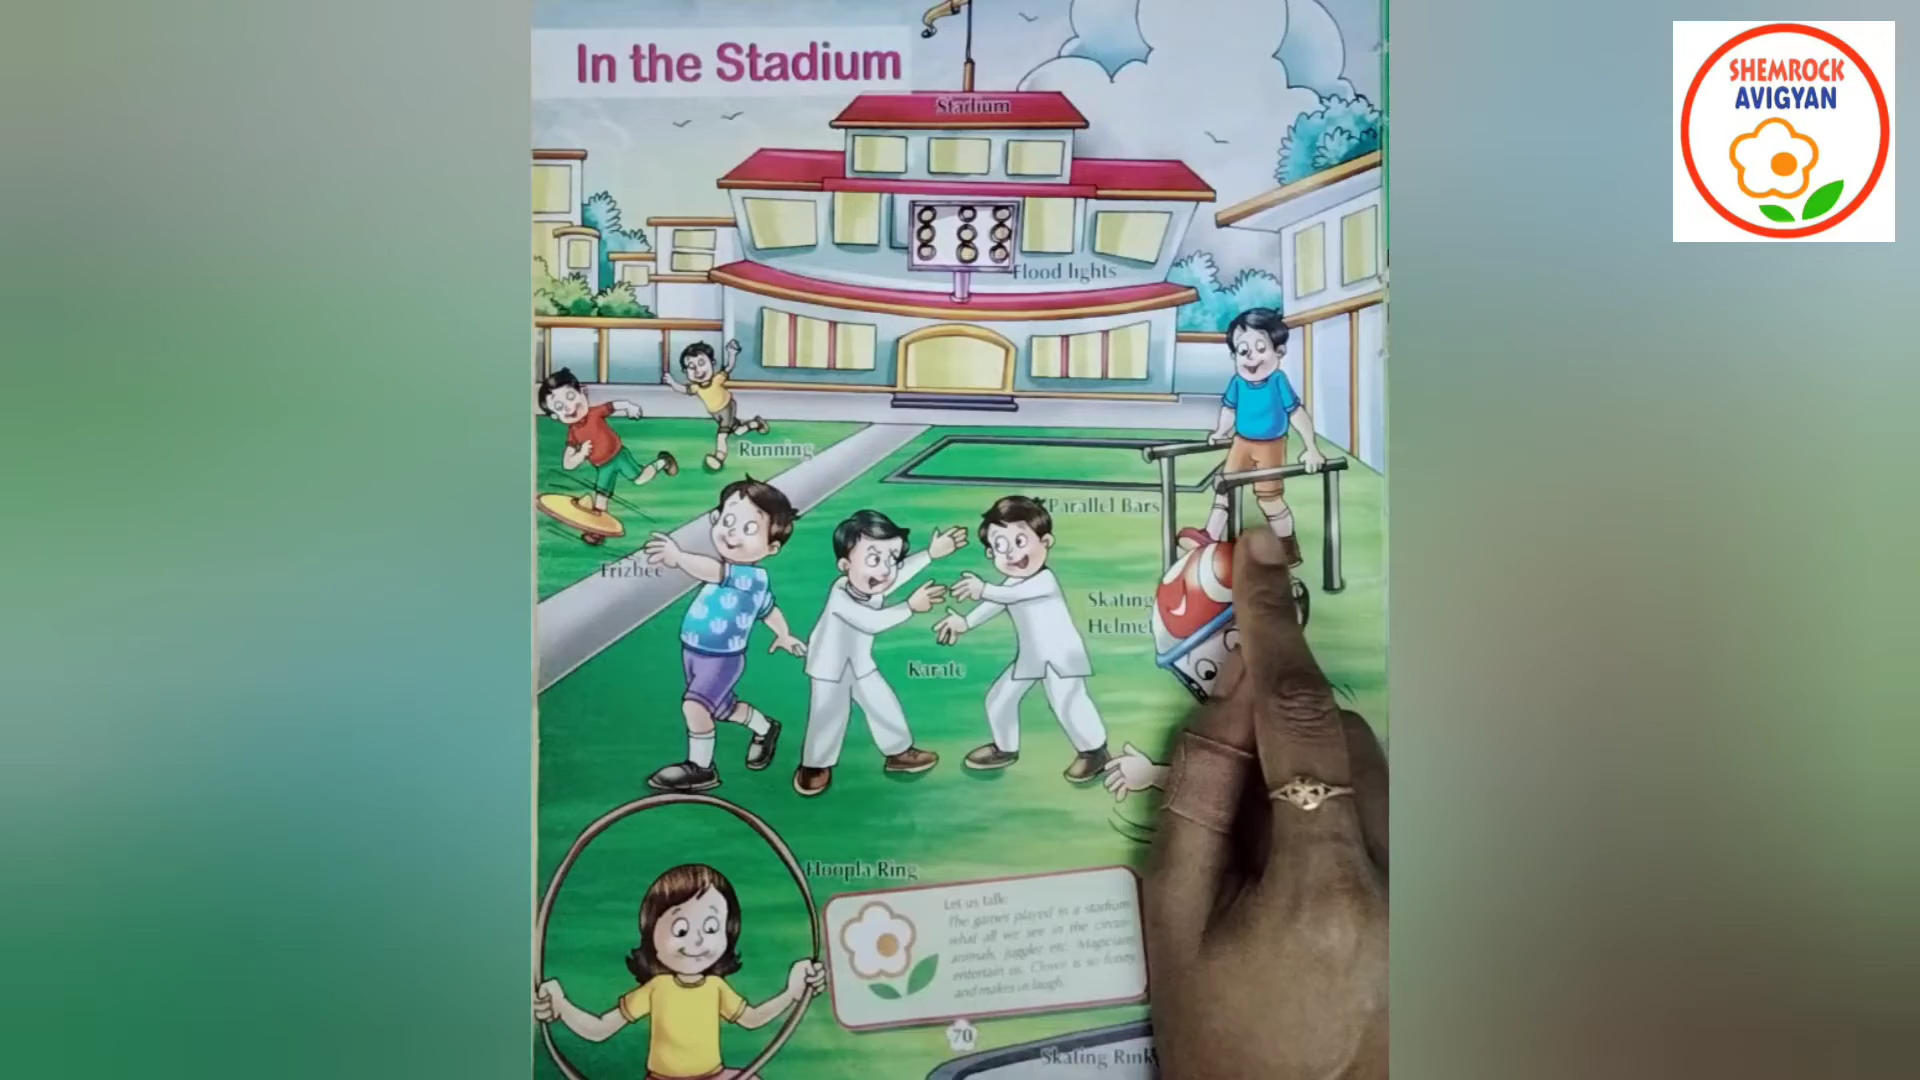 In the Stadium
SHEMROCK
AVIGYAN
Stadium
Flood lights
Running
Parallel Bars
Frizbee
Skating
Helmet
Karate
Hoopla Ring
Let us talk
The games played in a stadium
what all we see in the circus
animals, juggler etc. Magicians
entertain us. Clown is so funny
and makes us laugh.
70
Skating Rink